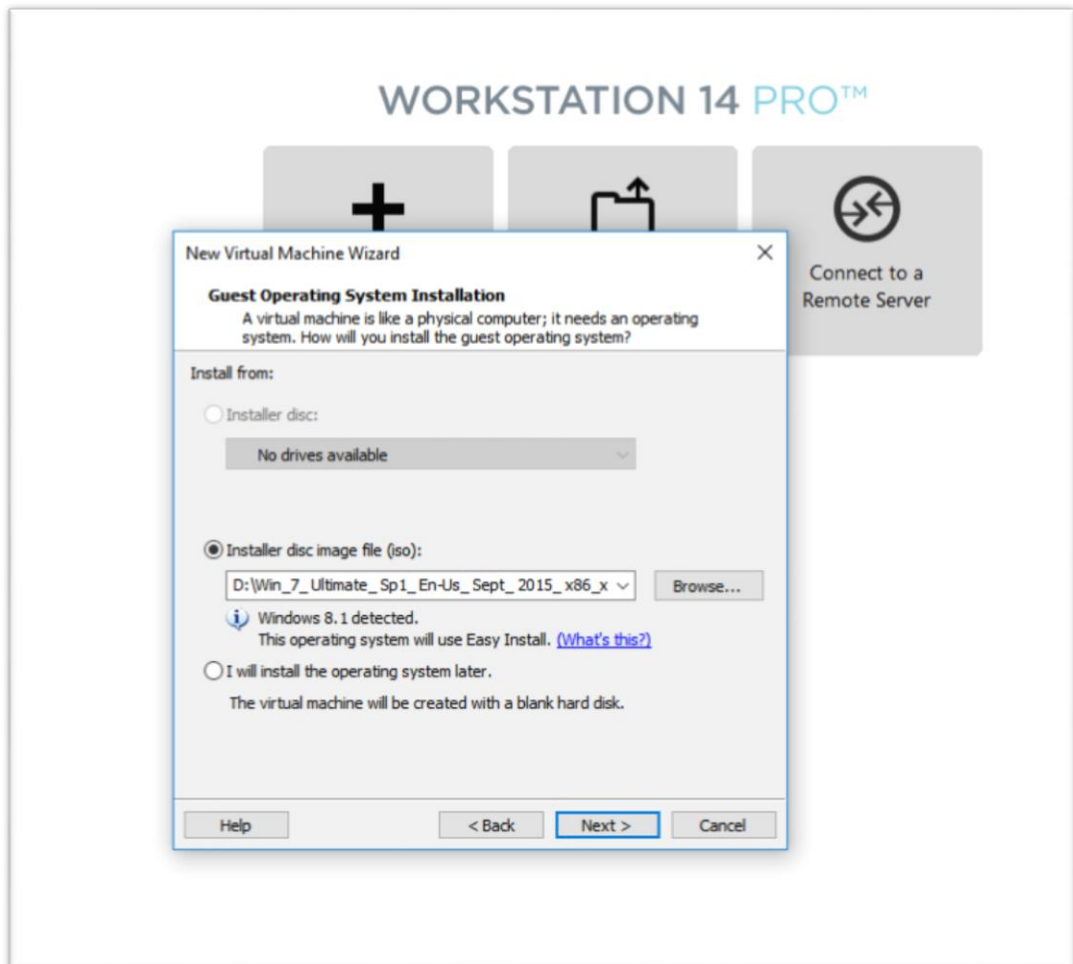 WORKSTATION 14 PRO™
Connect to a
Remote Server
New Virtual Machine Wizard
Guest Operating System Installation
A virtual machine is like a physical computer; it needs an operating
system. How will you install the guest operating system?
Install from:
Installer disc:
No drives available
Installer disc image file (iso):
D:\Win_7_Ultimate_Sp1_En-Us_Sept_2015_x86_x
Browse...
Windows 8.1 detected.
This operating system will use Easy Install. (What's this?)
I will install the operating system later.
The virtual machine will be created with a blank hard disk.
Help
< Back
Next >
Cancel